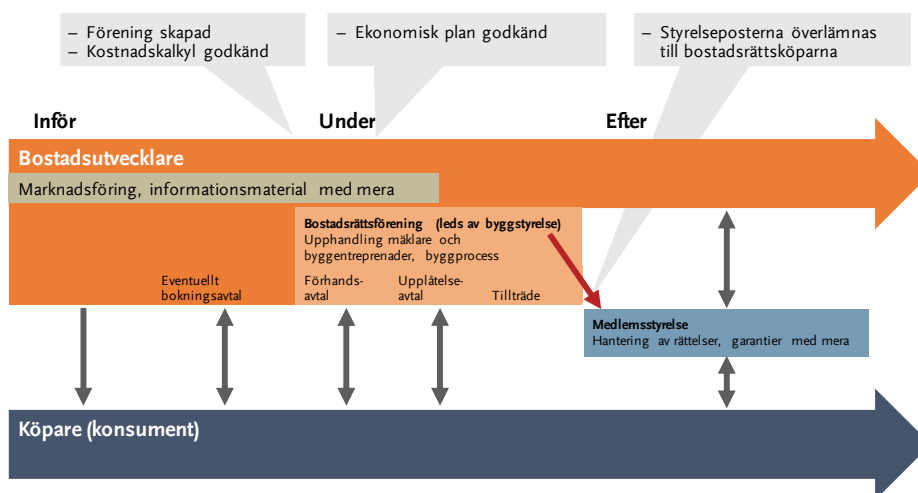 – Förening skapad
– Kostnadskalkyl godkänd
– Ekonomisk plan godkänd
– Styrelseposterna överlämnas
till bostadsrättsköparna
Inför
Under
Efter
Bostadsutvecklare
Marknadsföring, informationsmaterial med mera
Bostadsrättsförening (leds av byggstyrelse)
Upphandling mäklare och
byggentreprenader, byggprocess
Eventuellt
bokningsavtal
Förhands-
avtal
Upplåtelse-
avtal
Tillträde
Medlemsstyrelse
Hantering av rättelser, garantier med mera
Köpare (konsument)